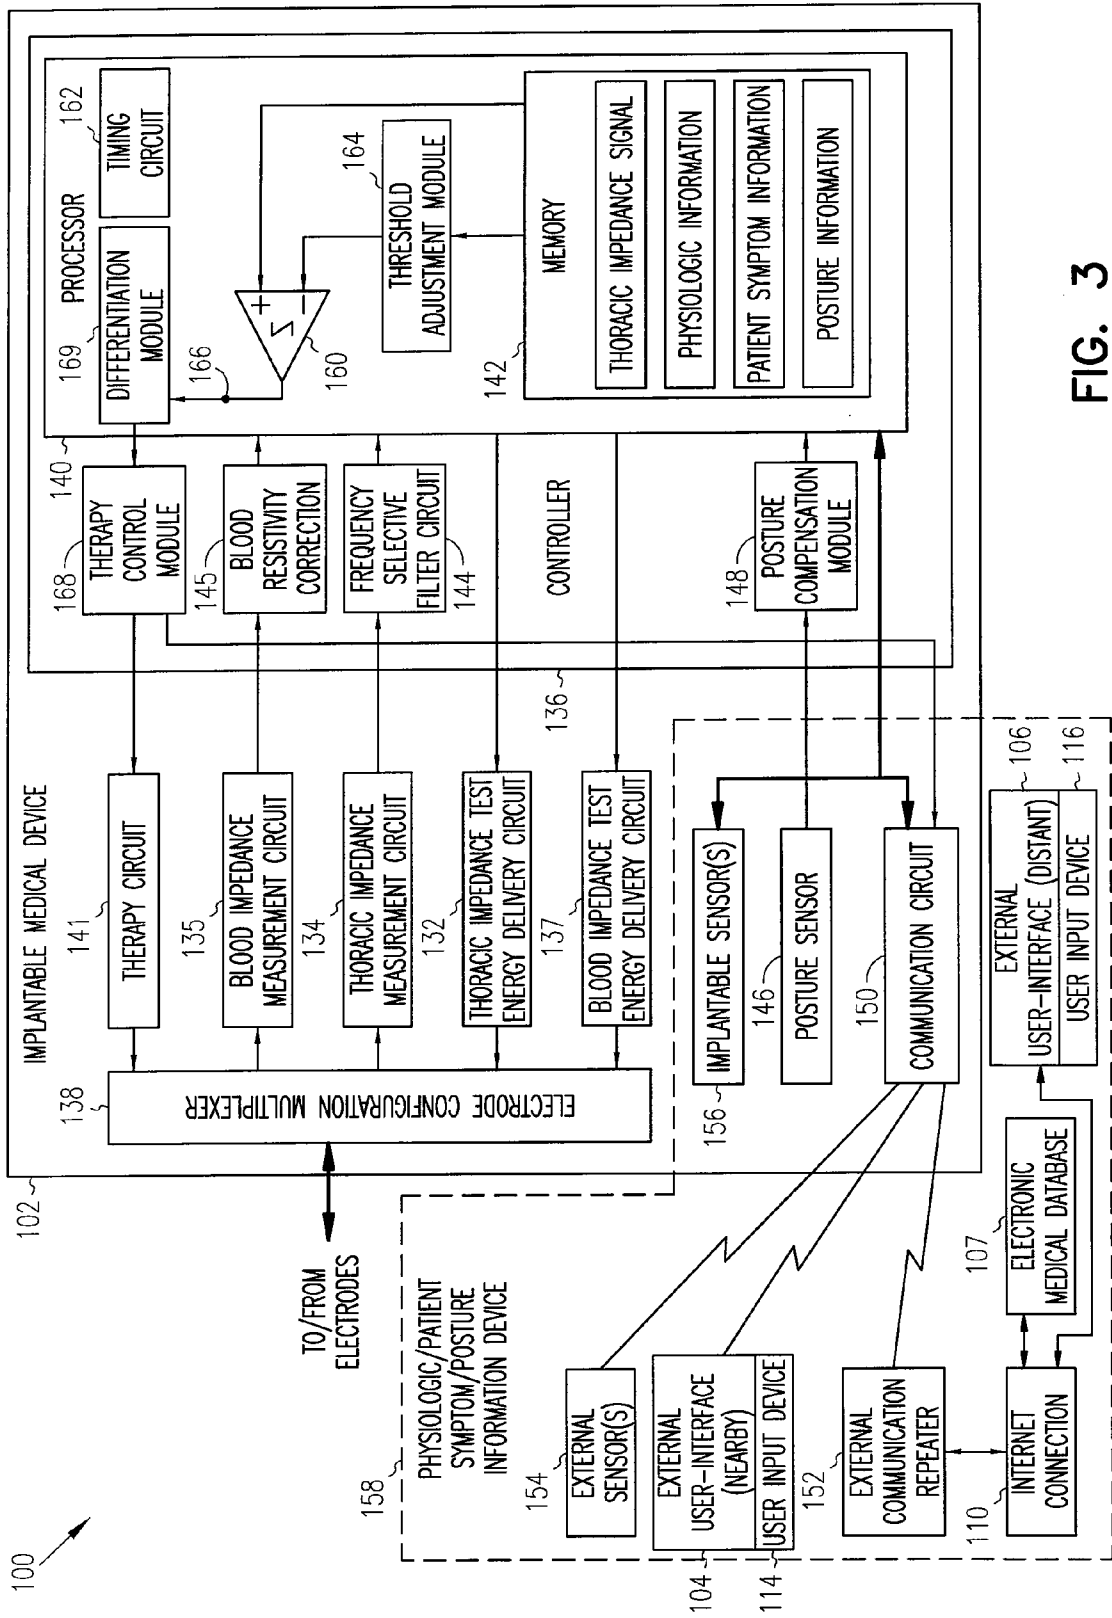 100
102
IMPLANTABLE MEDICAL DEVICE
TO/FROM
ELECTRODES
138
ELECTRODE CONFIGURATION MULTIPLEXER
141
THERAPY CIRCUIT
135
BLOOD IMPEDANCE
MEASUREMENT CIRCUIT
134
THORACIC IMPEDANCE
MEASUREMENT CIRCUIT
132
THORACIC IMPEDANCE TEST
ENERGY DELIVERY CIRCUIT
137
BLOOD IMPEDANCE TEST
ENERGY DELIVERY CIRCUIT
136
CONTROLLER
168
THERAPY
CONTROL
MODULE
145
BLOOD
RESISTIVITY
CORRECTION
FREQUENCY
SELECTIVE
FILTER CIRCUIT
144
148
POSTURE
COMPENSATION
MODULE
140
PROCESSOR
169
DIFFERENTIATION
MODULE
162
TIMING
CIRCUIT
166
160
+
−
164
THRESHOLD
ADJUSTMENT MODULE
142
MEMORY
THORACIC IMPEDANCE SIGNAL
PHYSIOLOGIC INFORMATION
PATIENT SYMPTOM INFORMATION
POSTURE INFORMATION
158
PHYSIOLOGIC/PATIENT
SYMPTOM/POSTURE
INFORMATION DEVICE
156
IMPLANTABLE SENSOR(S)
146
POSTURE SENSOR
150
COMMUNICATION CIRCUIT
154
EXTERNAL
SENSOR(S)
104
EXTERNAL
USER-INTERFACE
(NEARBY)
114
USER INPUT DEVICE
152
EXTERNAL
COMMUNICATION
REPEATER
110
INTERNET
CONNECTION
107
ELECTRONIC
MEDICAL DATABASE
106
EXTERNAL
USER-INTERFACE (DISTANT)
116
USER INPUT DEVICE
FIG. 3